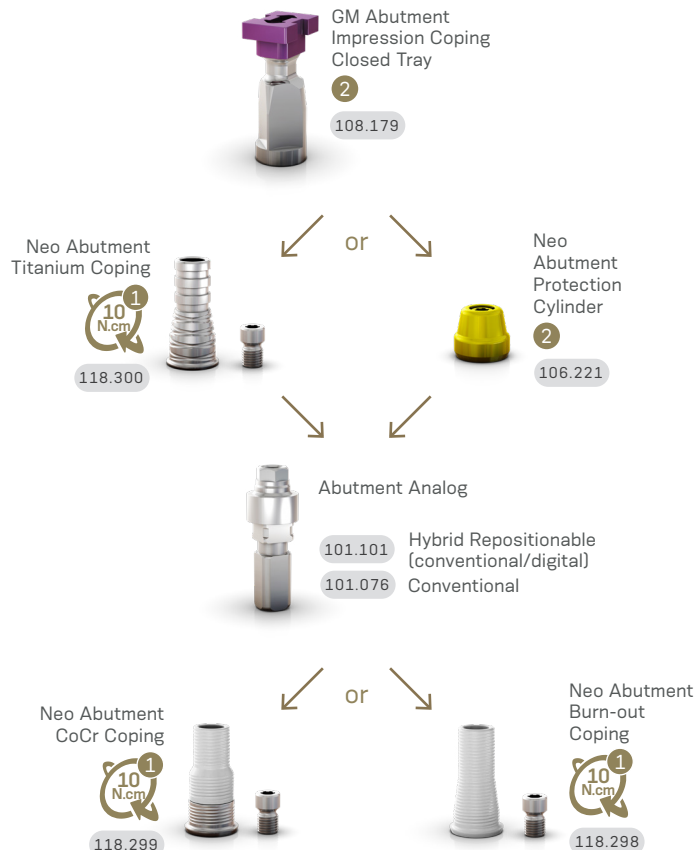 GM Abutment
Impression Coping
Closed Tray
2
108.179
or
Neo Abutment
Titanium Coping
1
10
N.cm
118.300
Neo
Abutment
Protection
Cylinder
2
106.221
Abutment Analog
101.101 Hybrid Repositionable
(conventional/digital)
101.076 Conventional
or
Neo Abutment
CoCr Coping
1
10
N.cm
118.299
Neo Abutment
Burn-out
Coping
1
10
N.cm
118.298